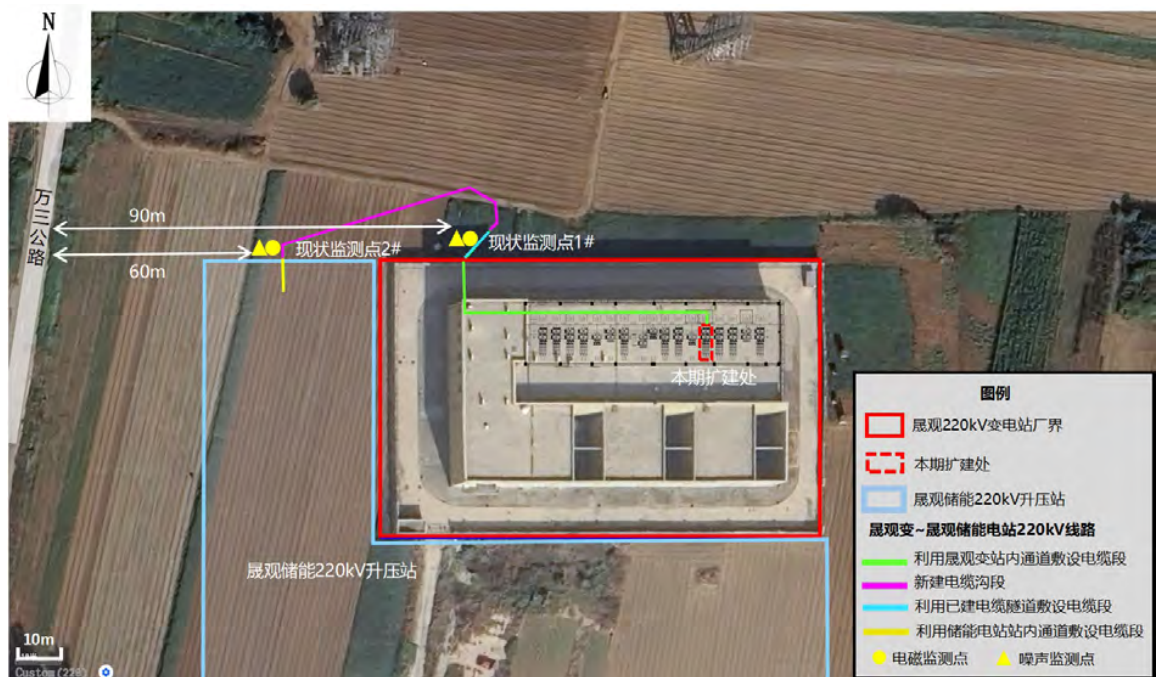 N
万三公路
90m
现状监测点2#
现状监测点1#
60m
本期扩建处
晟观储能220kV升压站
10m
图例
晟观220kV变电站厂界
本期扩建处
晟观储能220kV升压站
晟观变~晟观储能电站220kV线路
利用晟观变站内通道敷设电缆段
新建电缆沟段
利用已建电缆隧道敷设电缆段
利用储能电站站内通道敷设电缆段
电磁监测点
噪声监测点